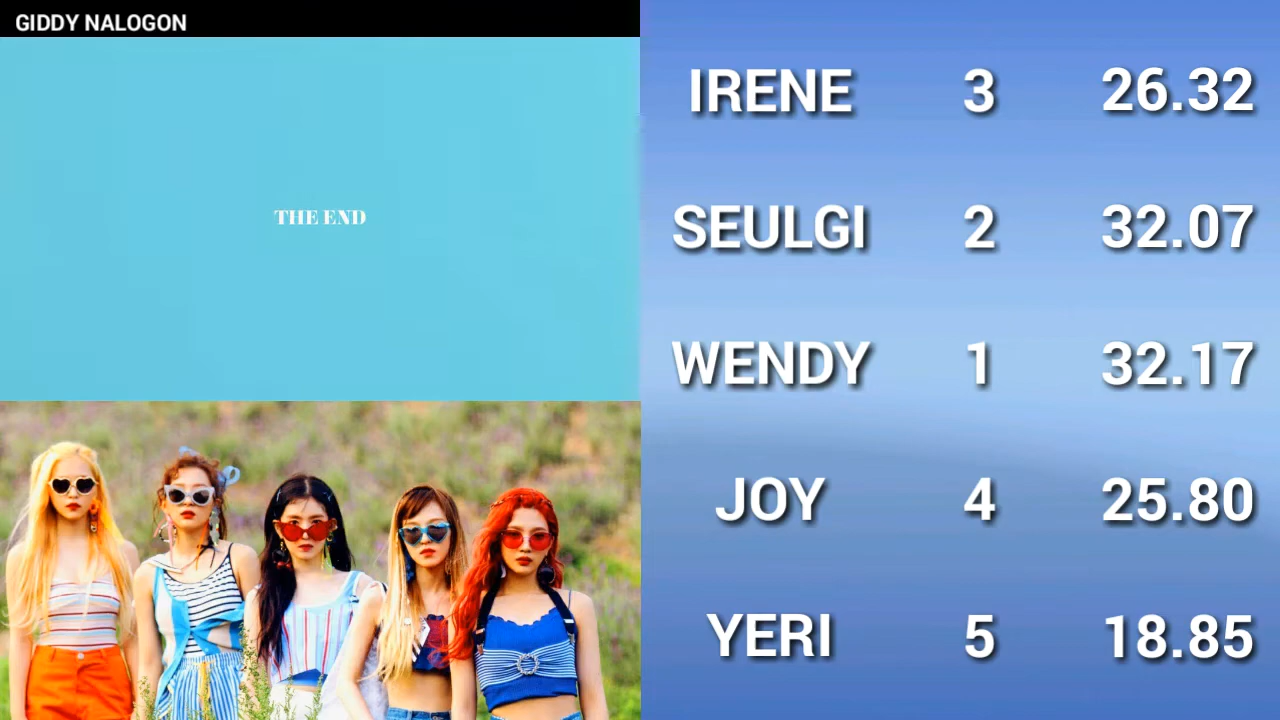 GIDDY NALOGON
THE END
IRENE 3 26.32
SEULGI 2 32.07
WENDY 1 32.17
JOY 4 25.80
YERI 5 18.85